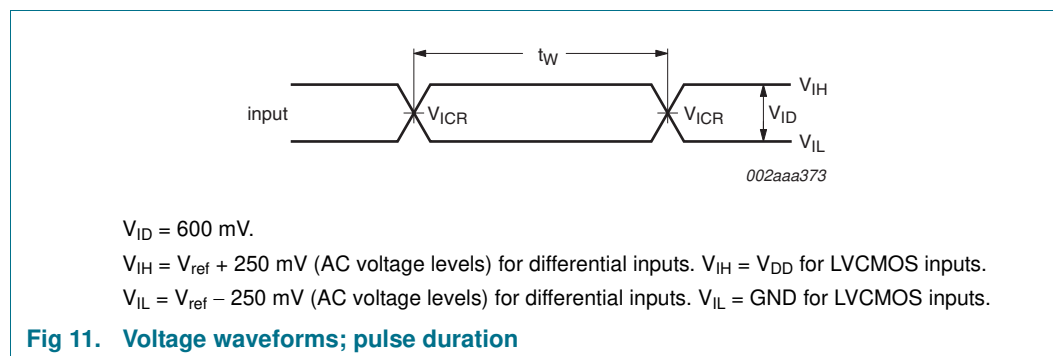 tW
input
VICR
VICR
VIH
VID
VIL
002aaa373
VID = 600 mV.
VIH = Vref + 250 mV (AC voltage levels) for differential inputs. VIH = VDD for LVCMOS inputs.
VIL = Vref − 250 mV (AC voltage levels) for differential inputs. VIL = GND for LVCMOS inputs.
Fig 11. Voltage waveforms; pulse duration